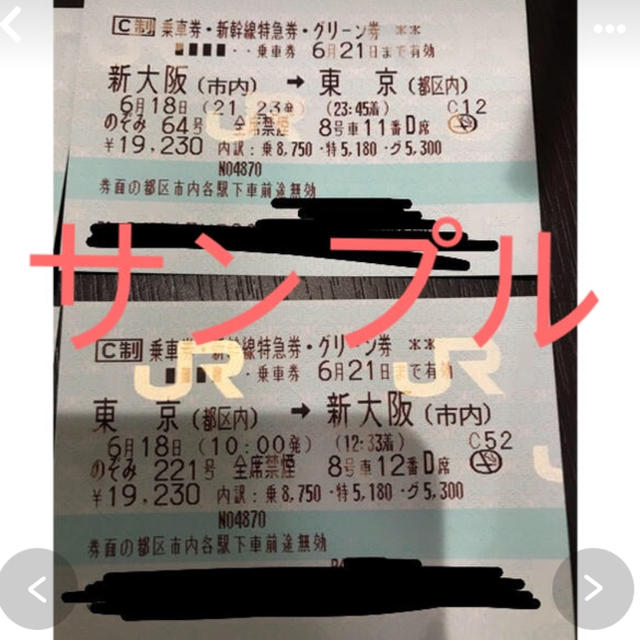 C制 乗車券・新幹線特急券・グリーン券 **
・・乗車券 6月21日まで有効
新大阪(市内) → 東京(都区内)
6月18日(21:23発) (23:45着) C12
のぞみ 64号 全席禁煙 8号車11番D席
¥19,230 内訳:乗8,750・特5,180・グ5,300
NO4870
券面の都区市内各駅下車前途無効
サンプル
C制 乗車券・新幹線特急券・グリーン券 **
・・乗車券 6月21日まで有効
JR JR
東京(都区内) → 新大阪(市内)
6月18日(10:00発) (12:33着) C52
のぞみ 221号 全席禁煙 8号車12番D席
¥19,230 内訳:乗8,750・特5,180・グ5,300
NO4870
券面の都区市内各駅下車前途無効